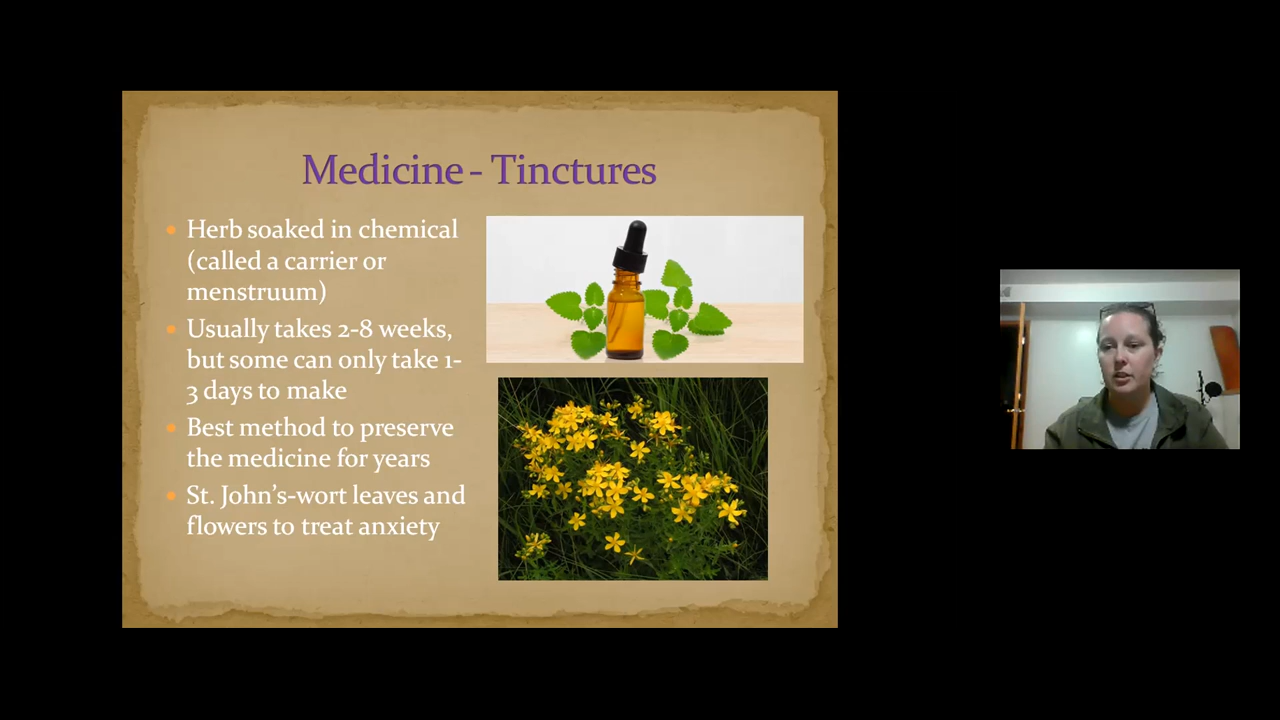 Medicine - Tinctures
Herb soaked in chemical
(called a carrier or
menstruum)
Usually takes 2-8 weeks,
but some can only take 1-
3 days to make
Best method to preserve
the medicine for years
St. John’s-wort leaves and
flowers to treat anxiety